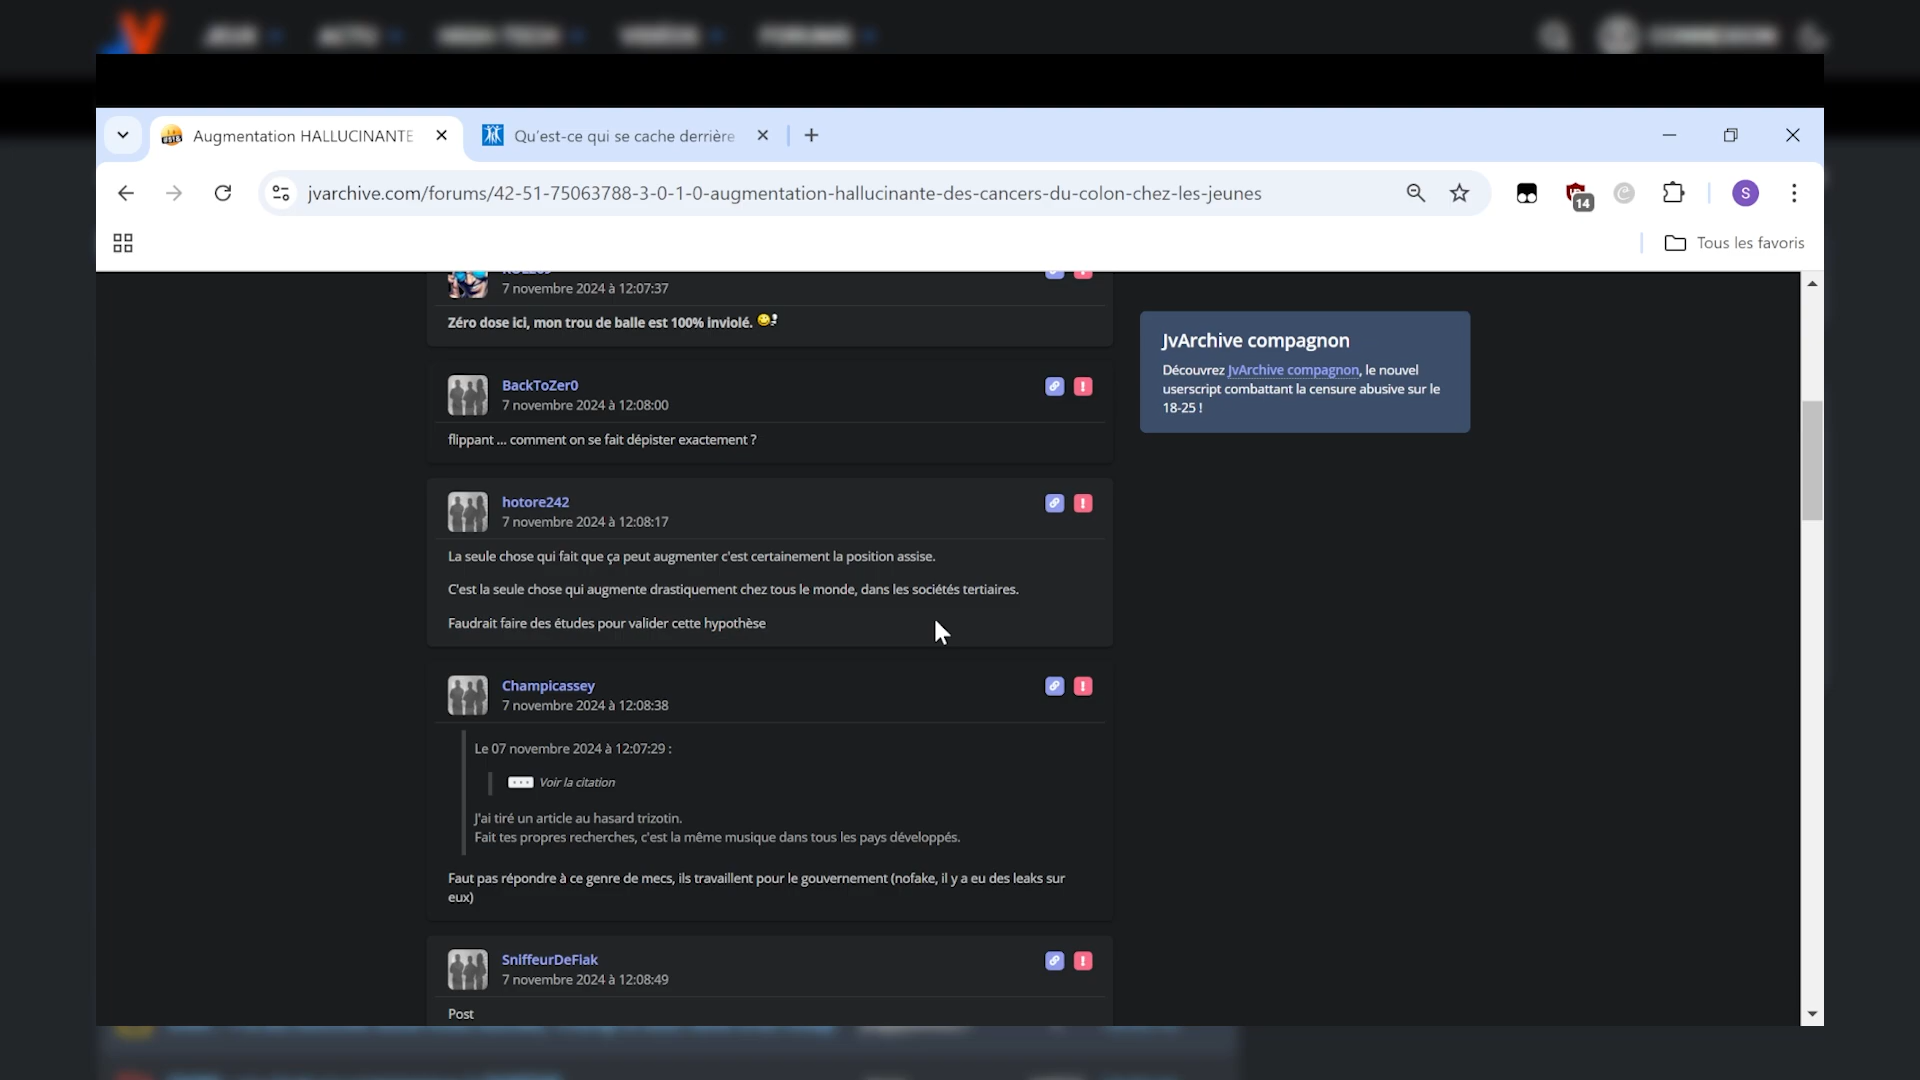 JEUX
ACTU
HIGH-TECH
VIDÉOS
FORUMS
CONNEXION
Augmentation HALLUCINANTE
Qu'est-ce qui se cache derrière
jvarchive.com/forums/42-51-75063788-3-0-1-0-augmentation-hallucinante-des-cancers-du-colon-chez-les-jeunes
14
S
Tous les favoris
7 novembre 2024 à 12:07:37
Zéro dose ici, mon trou de balle est 100% inviolé.
BackToZer0
7 novembre 2024 à 12:08:00
flippant ... comment on se fait dépister exactement ?
hotore242
7 novembre 2024 à 12:08:17
La seule chose qui fait que ça peut augmenter c'est certainement la position assise.
C'est la seule chose qui augmente drastiquement chez tous le monde, dans les sociétés tertiaires.
Faudrait faire des études pour valider cette hypothèse
Champicassey
7 novembre 2024 à 12:08:38
Le 07 novembre 2024 à 12:07:29 :
Voir la citation
J'ai tiré un article au hasard trizotin.
Fait tes propres recherches, c'est la même musique dans tous les pays développés.
Faut pas répondre à ce genre de mecs, ils travaillent pour le gouvernement (nofake, il y a eu des leaks sur
eux)
SniffeurDeFiak
7 novembre 2024 à 12:08:49
Post
JvArchive compagnon
Découvrez JvArchive compagnon, le nouvel
userscript combattant la censure abusive sur le
18-25 !